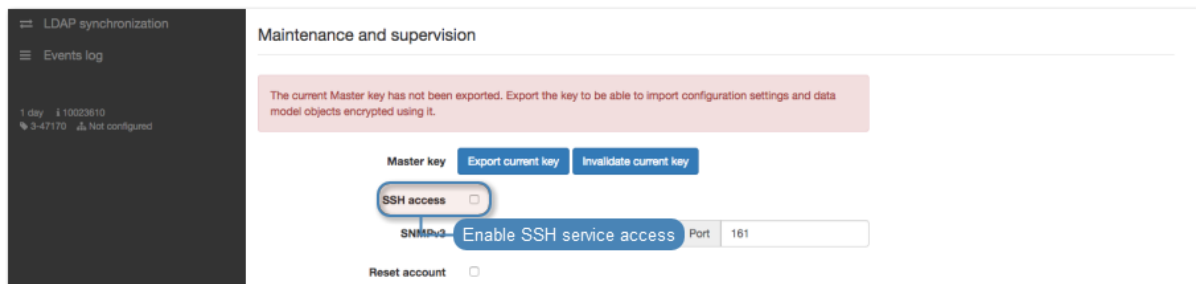 LDAP synchronization
Events log
1 day 10023610
3-47170 Not configured
Maintenance and supervision
The current Master key has not been exported. Export the key to be able to import configuration settings and data
model objects encrypted using it.
Master key Export current key Invalidate current key
SSH access
SNMPv3 Enable SSH service access Port 161
Reset account